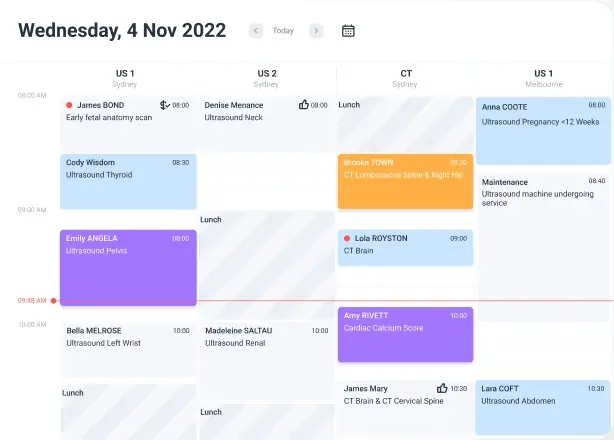 Wednesday, 4 Nov 2022
Today
US 1
Sydney
US 2
Sydney
CT
Sydney
US 1
Melbourne
08:00 AM
James BOND 08:00
Early fetal anatomy scan
Denise Menance 08:00
Ultrasound Neck
Lunch
Anna COOTE 08:00
Ultrasound Pregnancy <12 Weeks
Cody Wisdom 08:30
Ultrasound Thyroid
Brooke TOWN 08:30
CT Lombosacral Spine & Right Hip
Maintenance 08:40
Ultrasound machine undergoing
service
09:00 AM
Lunch
Emily ANGELA 08:00
Ultrasound Pelvis
Lola ROYSTON 09:00
CT Brain
09:48 AM
Amy RIVETT 10:00
Cardiac Calcium Score
10:00 AM
Bella MELROSE 10:00
Ultrasound Left Wrist
Madeleine SALTAU 10:00
Ultrasound Renal
Lunch
Lunch
James Mary 10:30
CT Brain & CT Cervical Spine
Lara COFT 10:30
Ultrasound Abdomen